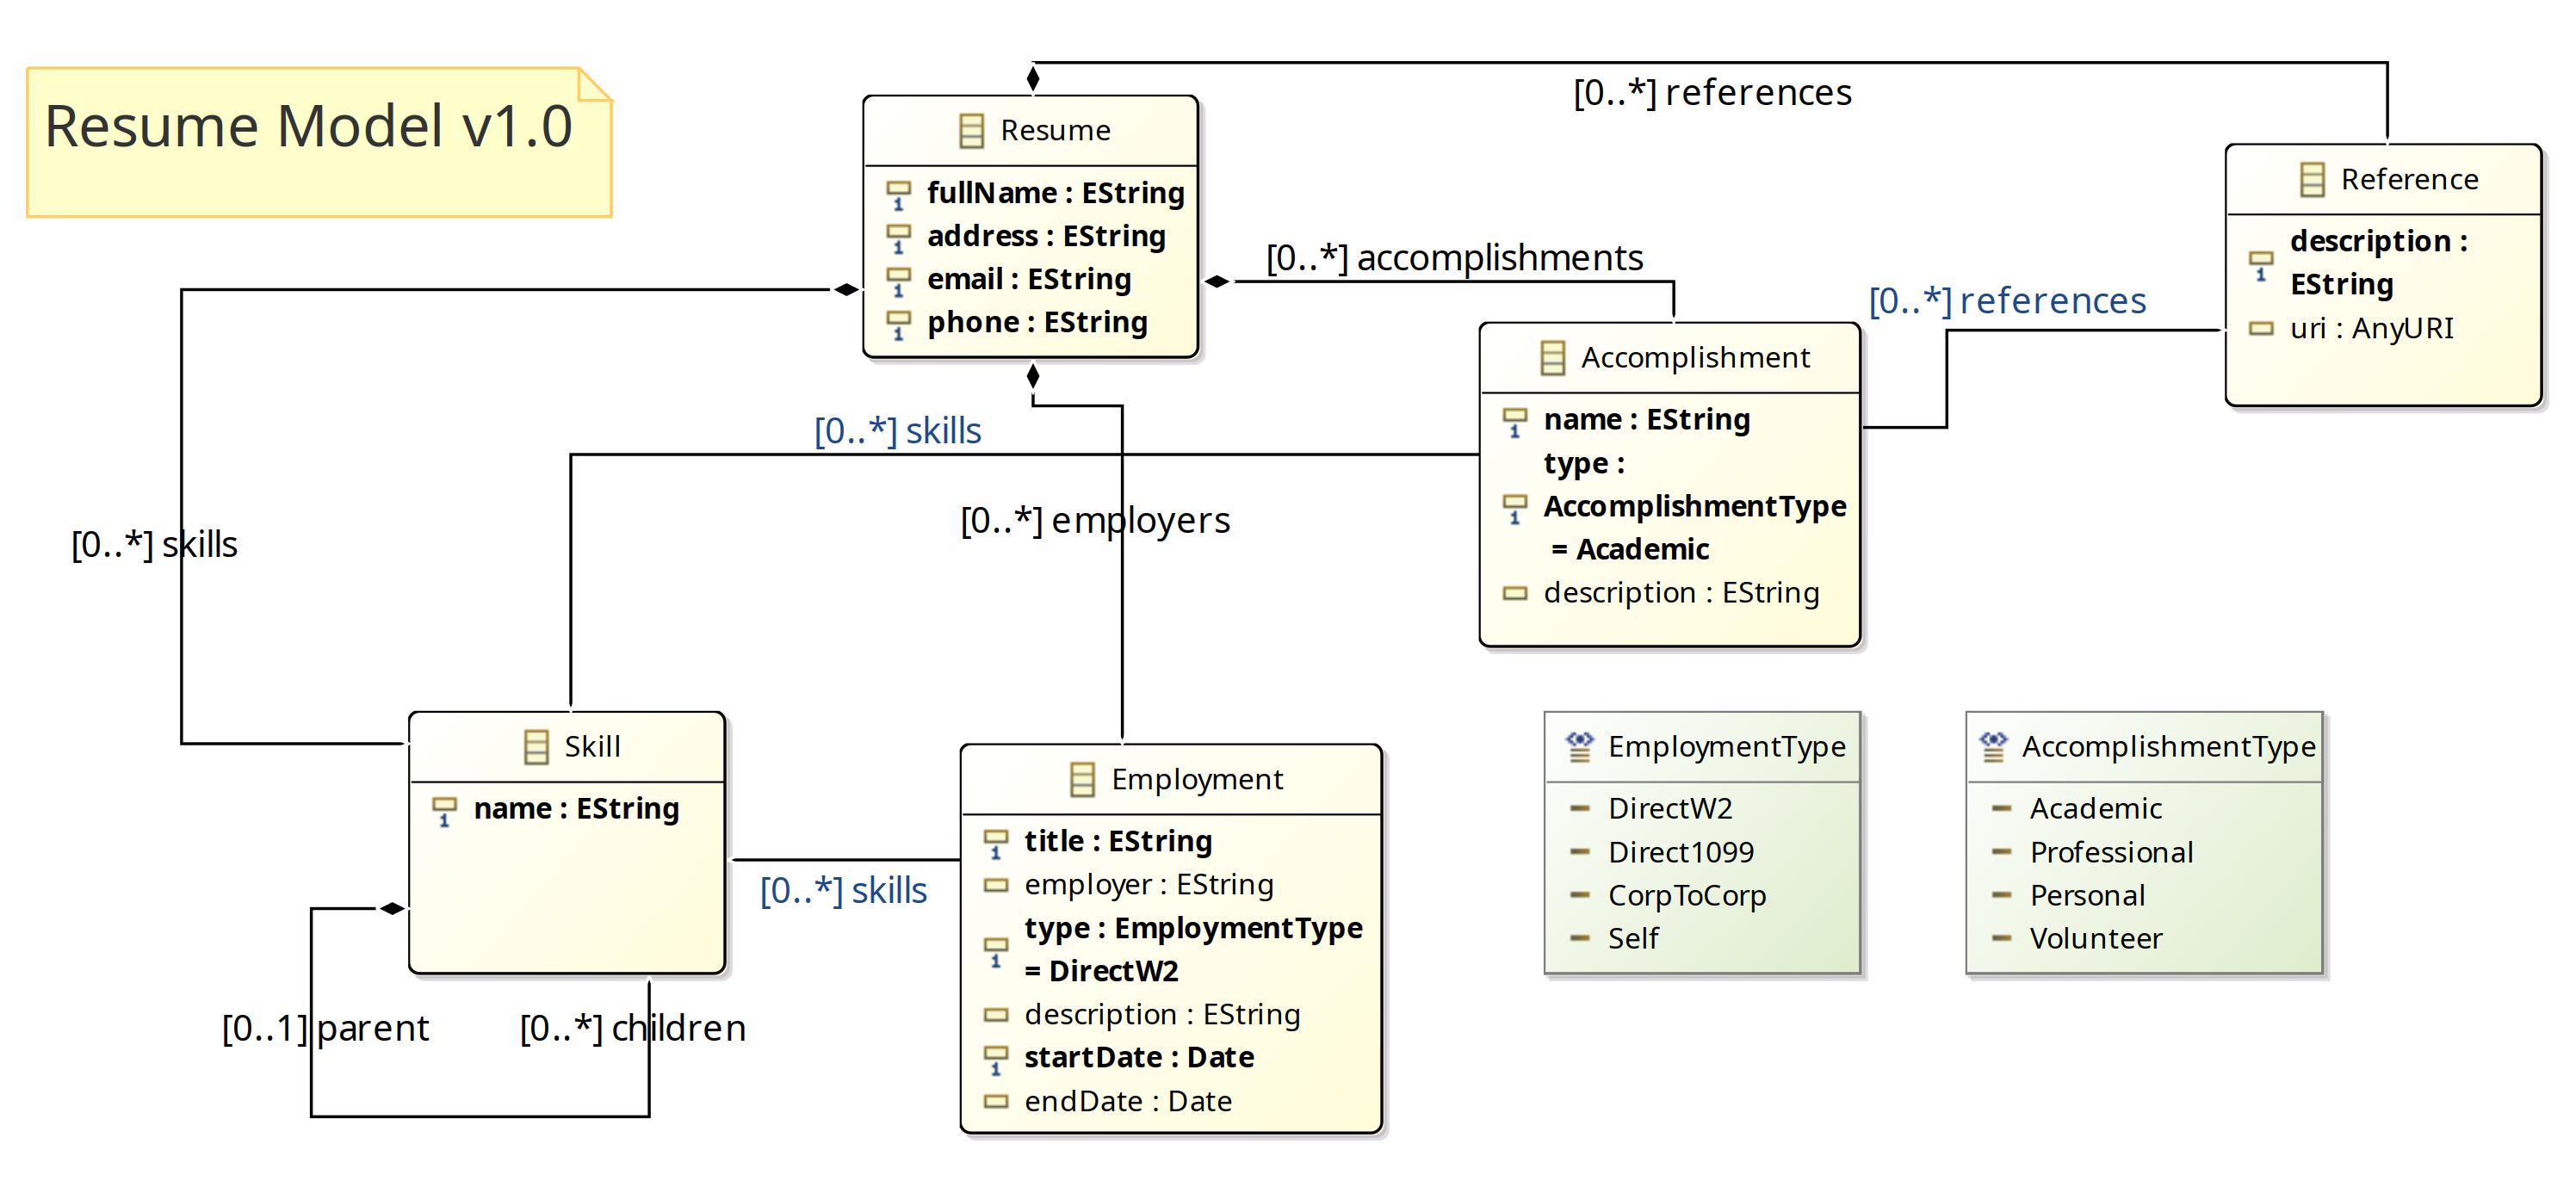 Resume Model v1.0
[0..*] references
Resume
fullName : EString
address : EString
email : EString
phone : EString
Reference
description :
EString
uri : AnyURI
[0..*] accomplishments
[0..*] references
Accomplishment
name : EString
type :
AccomplishmentType
= Academic
description : EString
[0..*] skills
[0..*] employers
[0..*] skills
Skill
name : EString
[0..*] skills
[0..1] parent
[0..*] children
Employment
title : EString
employer : EString
type : EmploymentType
= DirectW2
description : EString
startDate : Date
endDate : Date
EmploymentType
DirectW2
Direct1099
CorpToCorp
Self
AccomplishmentType
Academic
Professional
Personal
Volunteer